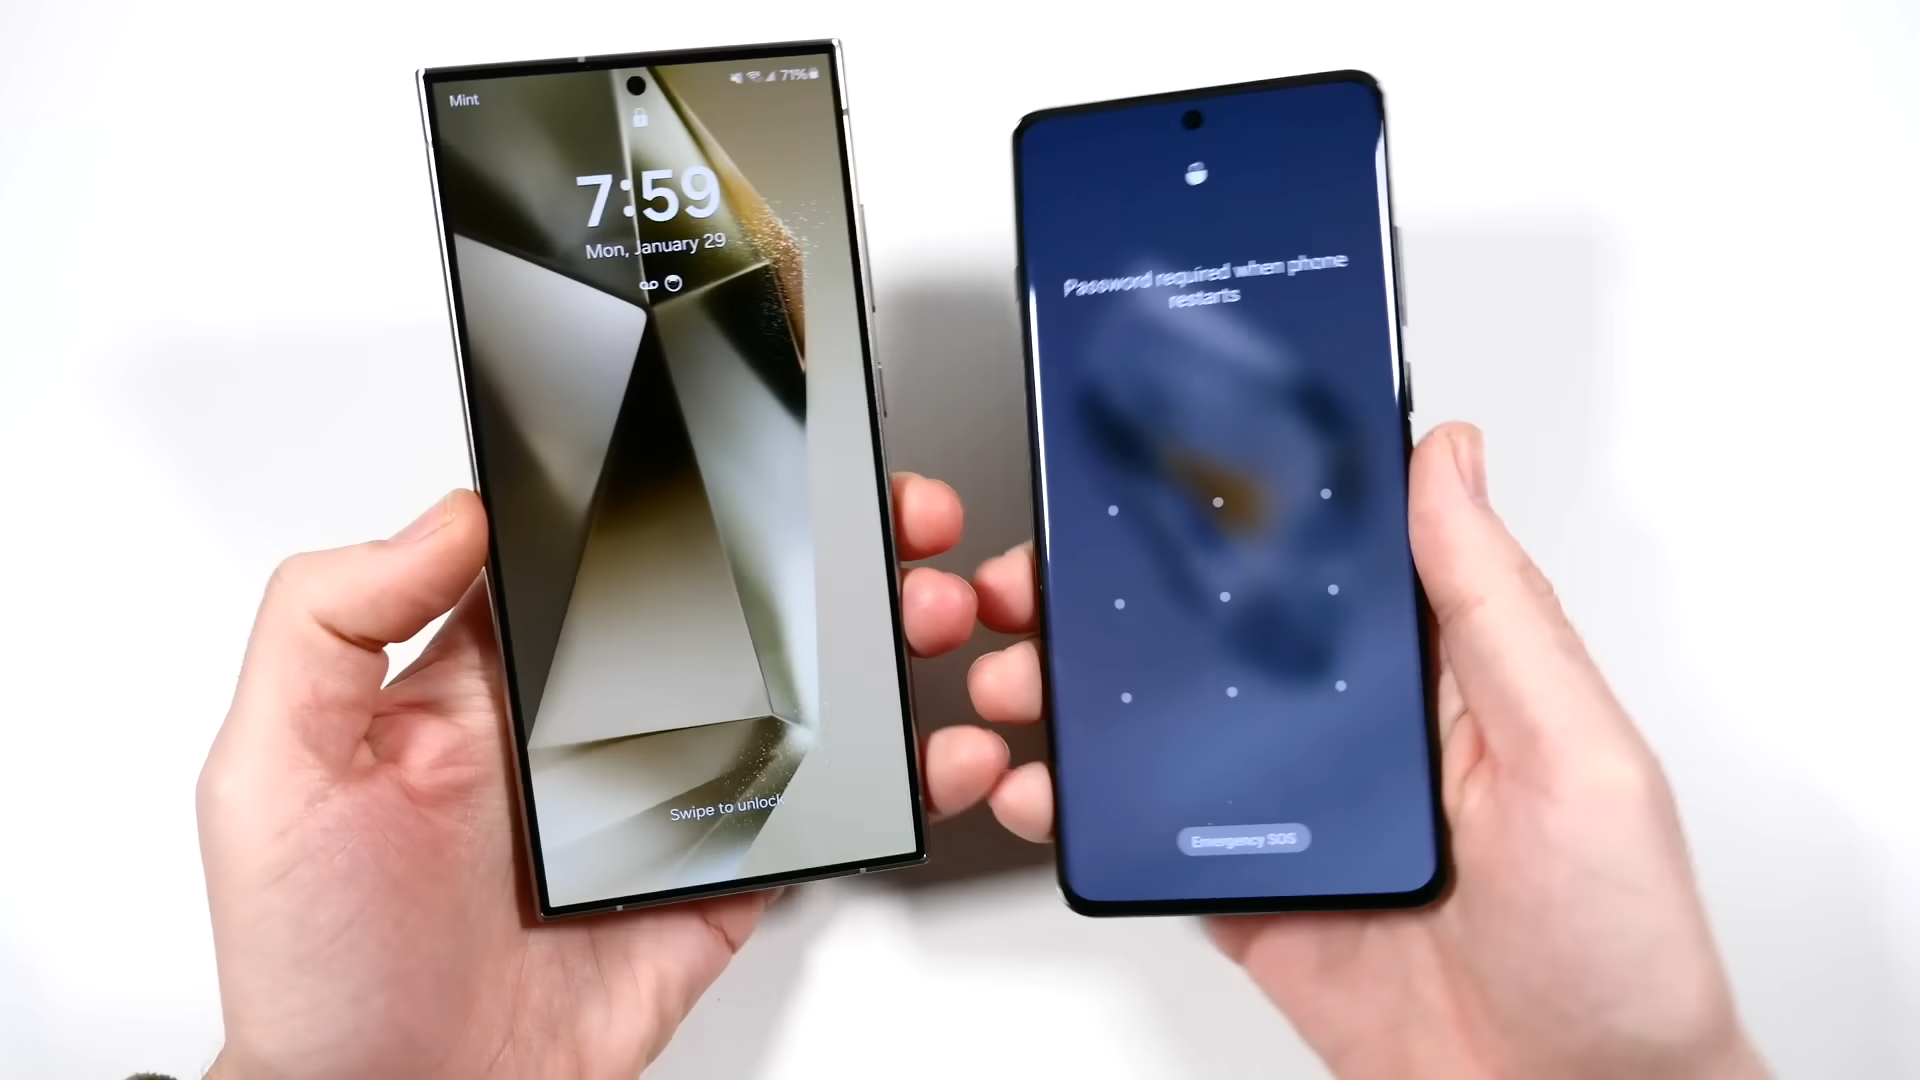 Mint
71%
7:59
Mon, January 29
Swipe to unlock
Password required when phone
restarts
Emergency SOS